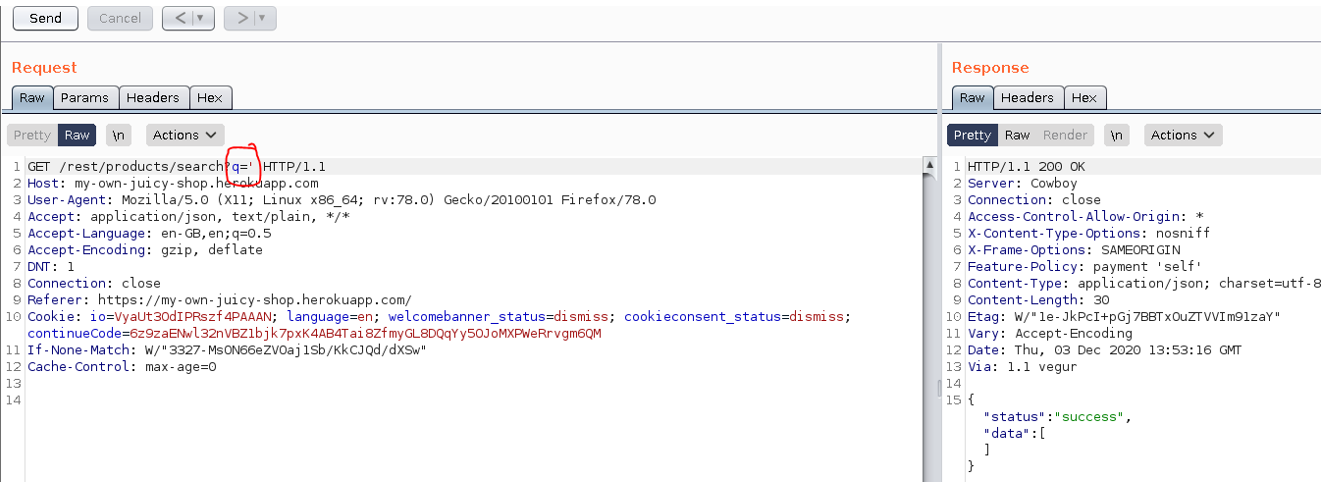 Send Cancel < > 
Request
Raw Params Headers Hex
Pretty Raw \n Actions
1 GET /rest/products/search?q=' HTTP/1.1
2 Host: my-own-juicy-shop.herokuapp.com
3 User-Agent: Mozilla/5.0 (X11; Linux x86_64; rv:78.0) Gecko/20100101 Firefox/78.0
4 Accept: application/json, text/plain, */*
5 Accept-Language: en-GB,en;q=0.5
6 Accept-Encoding: gzip, deflate
7 DNT: 1
8 Connection: close
9 Referer: https://my-own-juicy-shop.herokuapp.com/
10 Cookie: io=VyaUt3OdIPRszf4PAAAN; language=en; welcomebanner_status=dismiss; cookieconsent_status=dismiss;
continueCode=6z9zaENwl32nVBZ1bjk7pxK4AB4Tai8ZfmyGL8DQqYy5OJoMXPWeRrvgm6QM
11 If-None-Match: W/"3327-MsON66eZVOaj1Sb/KkCJQd/dXSw"
12 Cache-Control: max-age=0
13
14
Response
Raw Headers Hex
Pretty Raw Render \n Actions
1 HTTP/1.1 200 OK
2 Server: Cowboy
3 Connection: close
4 Access-Control-Allow-Origin: *
5 X-Content-Type-Options: nosniff
6 X-Frame-Options: SAMEORIGIN
7 Feature-Policy: payment 'self'
8 Content-Type: application/json; charset=utf-8
9 Content-Length: 30
10 Etag: W/"1e-JkPcI+pGj7BBTxOuZTVVIm91zaY"
11 Vary: Accept-Encoding
12 Date: Thu, 03 Dec 2020 13:53:16 GMT
13 Via: 1.1 vegur
14
15 {
"status":"success",
"data":[
]
}